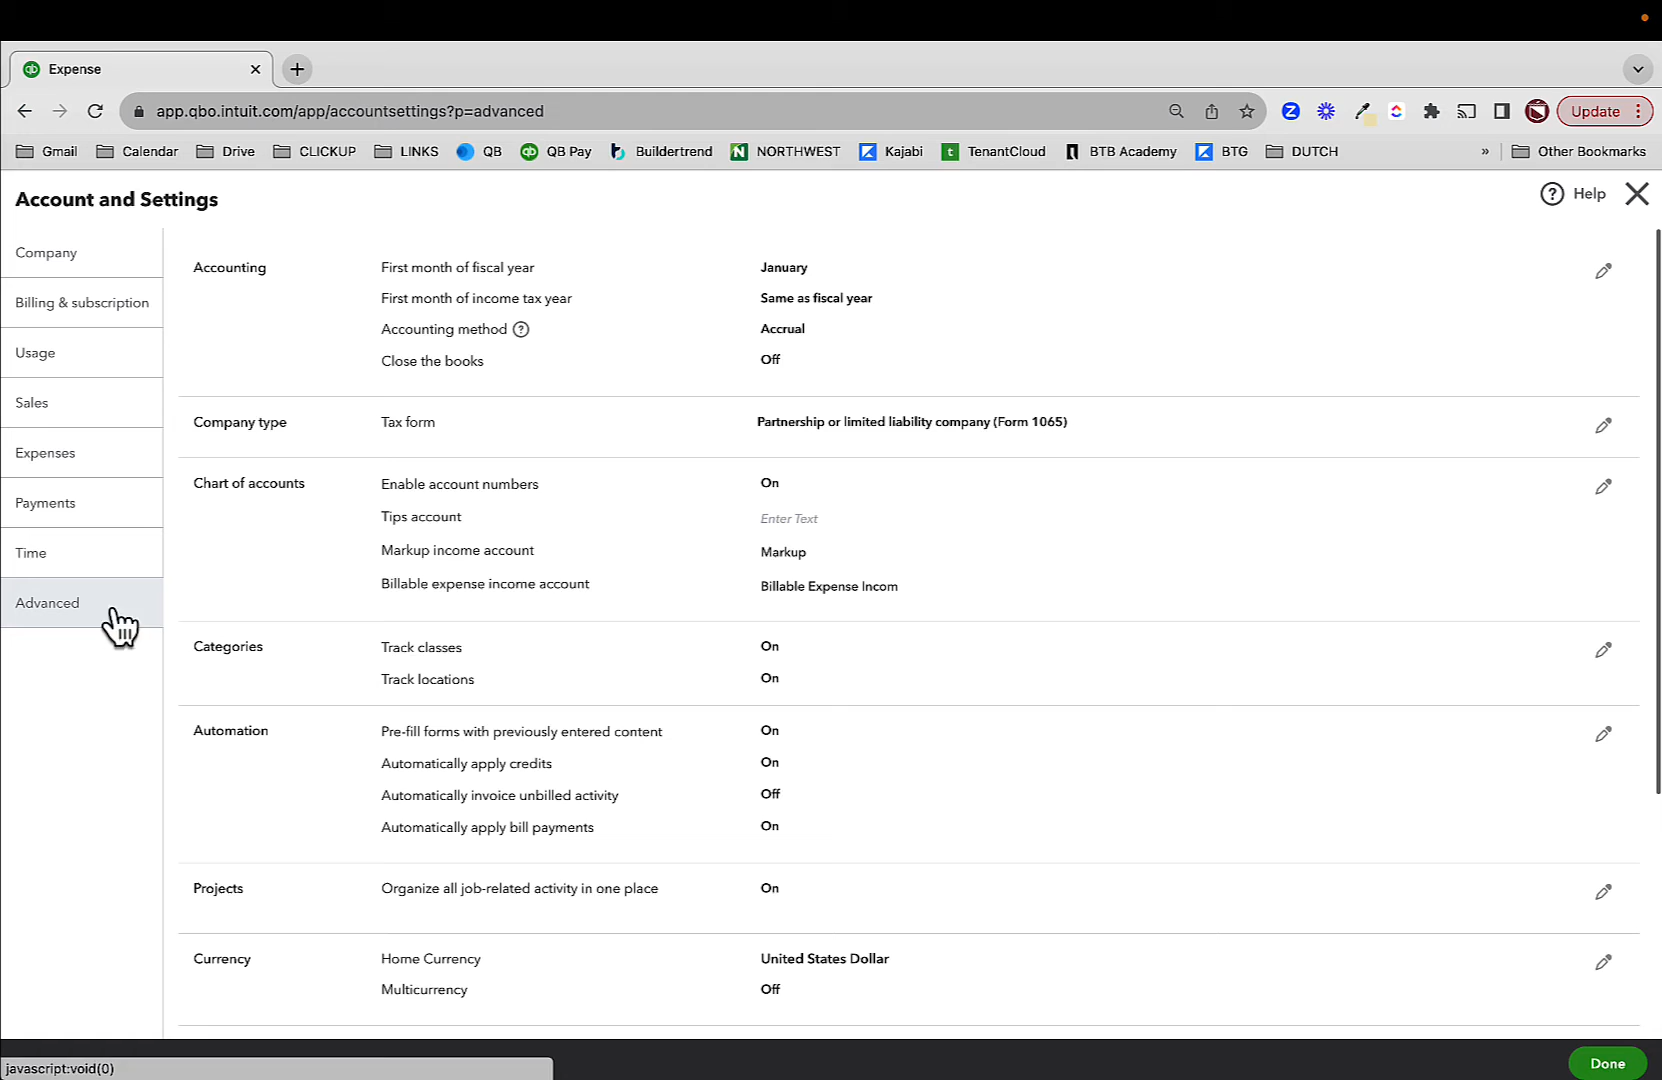 Expense
app.qbo.intuit.com/app/accountsettings?p=advanced
Update
Gmail Calendar Drive CLICKUP LINKS QB QB Pay Buildertrend NORTHWEST Kajabi TenantCloud BTB Academy BTG DUTCH » Other Bookmarks
Account and Settings
Help
Company
Billing & subscription
Usage
Sales
Expenses
Payments
Time
Advanced
Accounting
First month of fiscal year January
First month of income tax year Same as fiscal year
Accounting method ? Accrual
Close the books Off
Company type Tax form Partnership or limited liability company (Form 1065)
Chart of accounts Enable account numbers On
Tips account Enter Text
Markup income account Markup
Billable expense income account Billable Expense Incom
Categories Track classes On
Track locations On
Automation Pre-fill forms with previously entered content On
Automatically apply credits On
Automatically invoice unbilled activity Off
Automatically apply bill payments On
Projects Organize all job-related activity in one place On
Currency Home Currency United States Dollar
Multicurrency Off
javascript:void(0)
Done